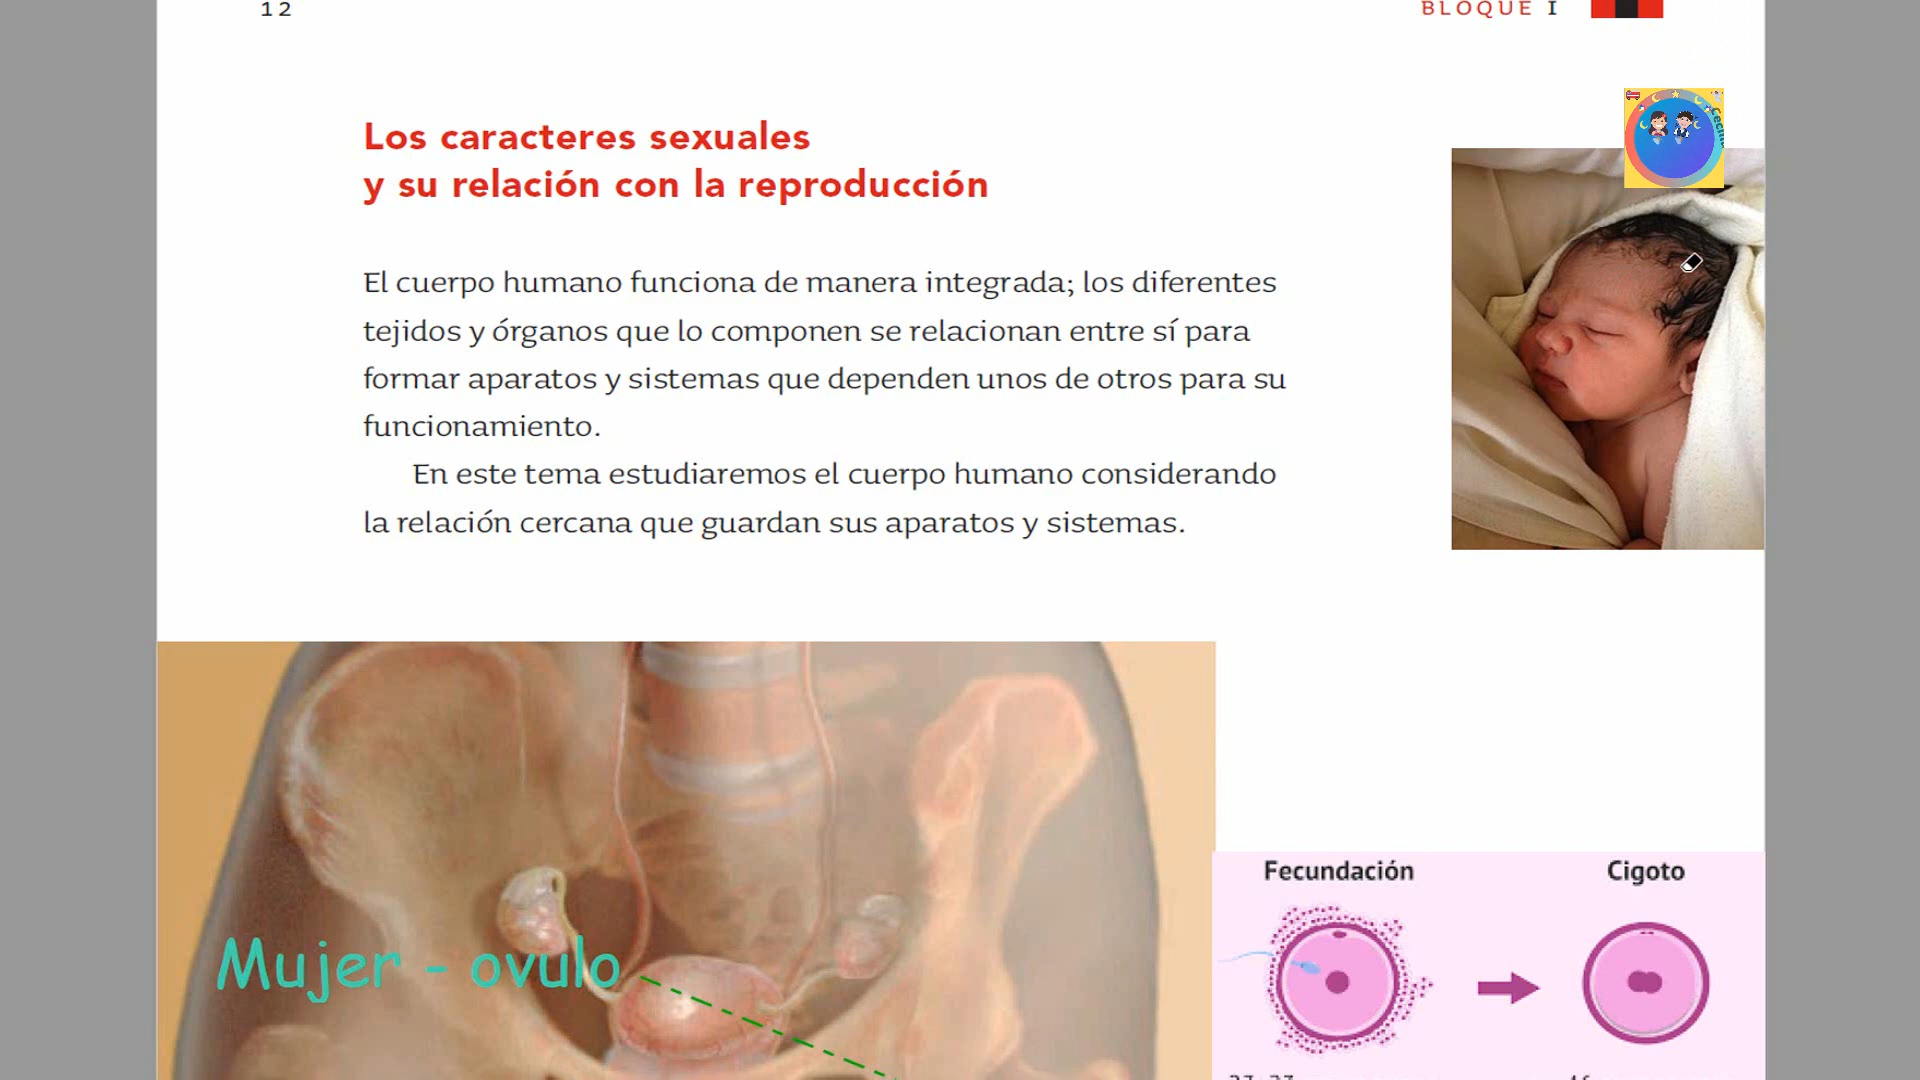 12
BLOQUE I
Los caracteres sexuales
y su relación con la reproducción
El cuerpo humano funciona de manera integrada; los diferentes
tejidos y órganos que lo componen se relacionan entre sí para
formar aparatos y sistemas que dependen unos de otros para su
funcionamiento.
En este tema estudiaremos el cuerpo humano considerando
la relación cercana que guardan sus aparatos y sistemas.
Mujer - ovulo
Fecundación
Cigoto